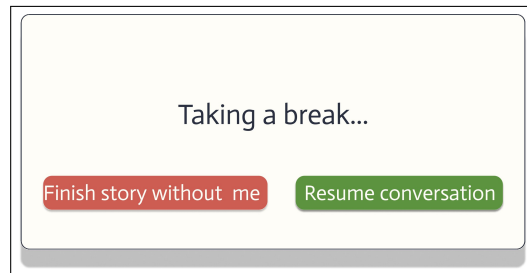 Taking a break...
Finish story without  me
Resume conversation